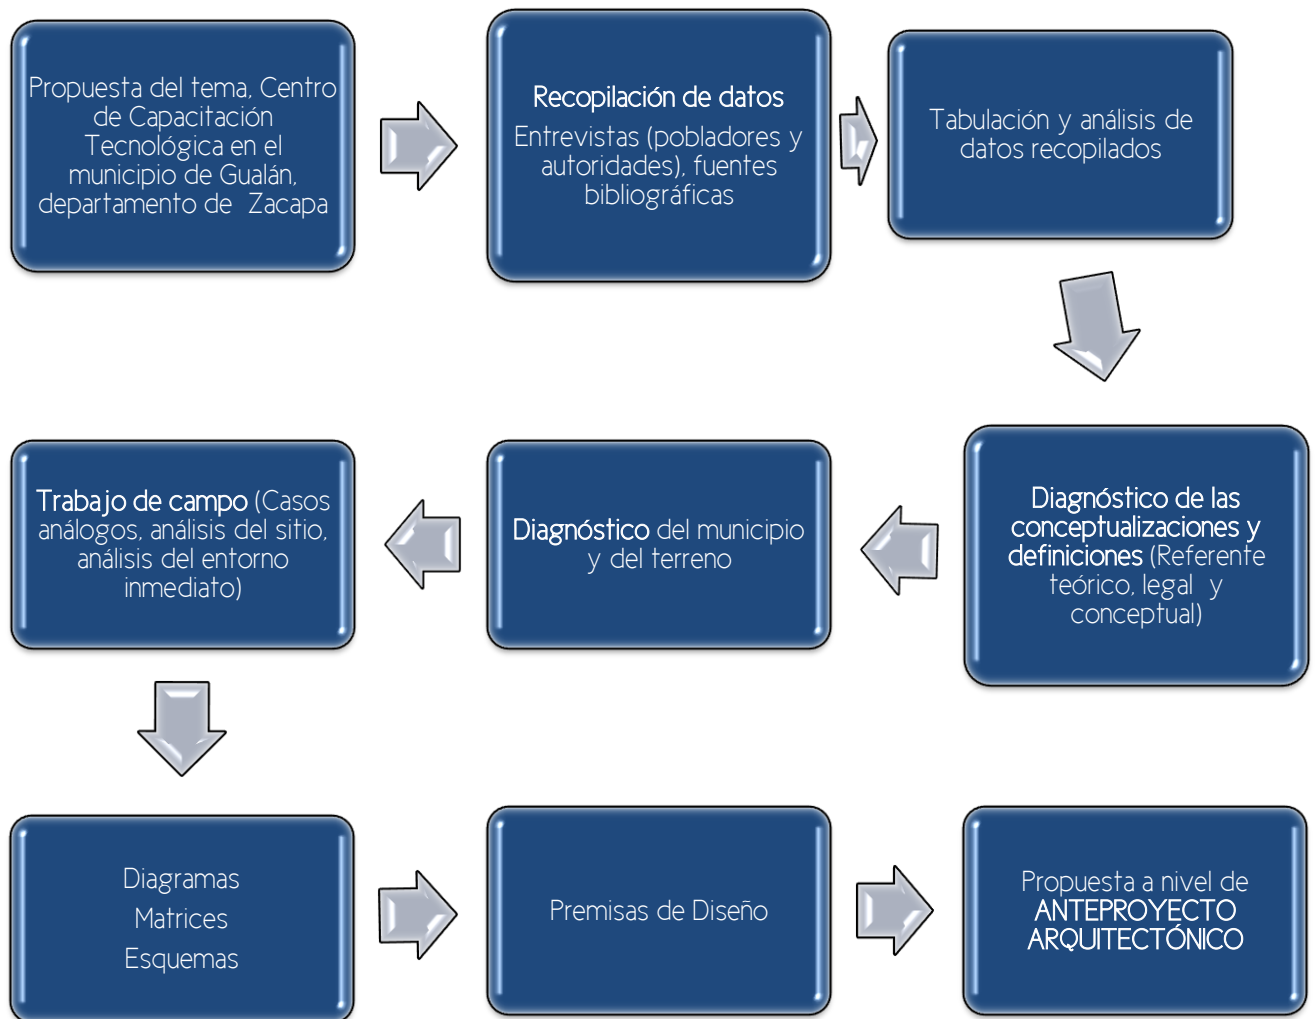 Propuesta del tema, Centro
de Capacitación
Tecnológica en el
municipio de Gualán,
departamento de Zacapa
Recopilación de datos
Entrevistas (pobladores y
autoridades), fuentes
bibliográficas
Tabulación y análisis de
datos recopilados
Diagnóstico de las
conceptualizaciones y
definiciones (Referente
teórico, legal y
conceptual)
Diagnóstico del municipio
y del terreno
Trabajo de campo (Casos
análogos, análisis del sitio,
análisis del entorno
inmediato)
Diagramas
Matrices
Esquemas
Premisas de Diseño
Propuesta a nivel de
ANTEPROYECTO
ARQUITECTÓNICO